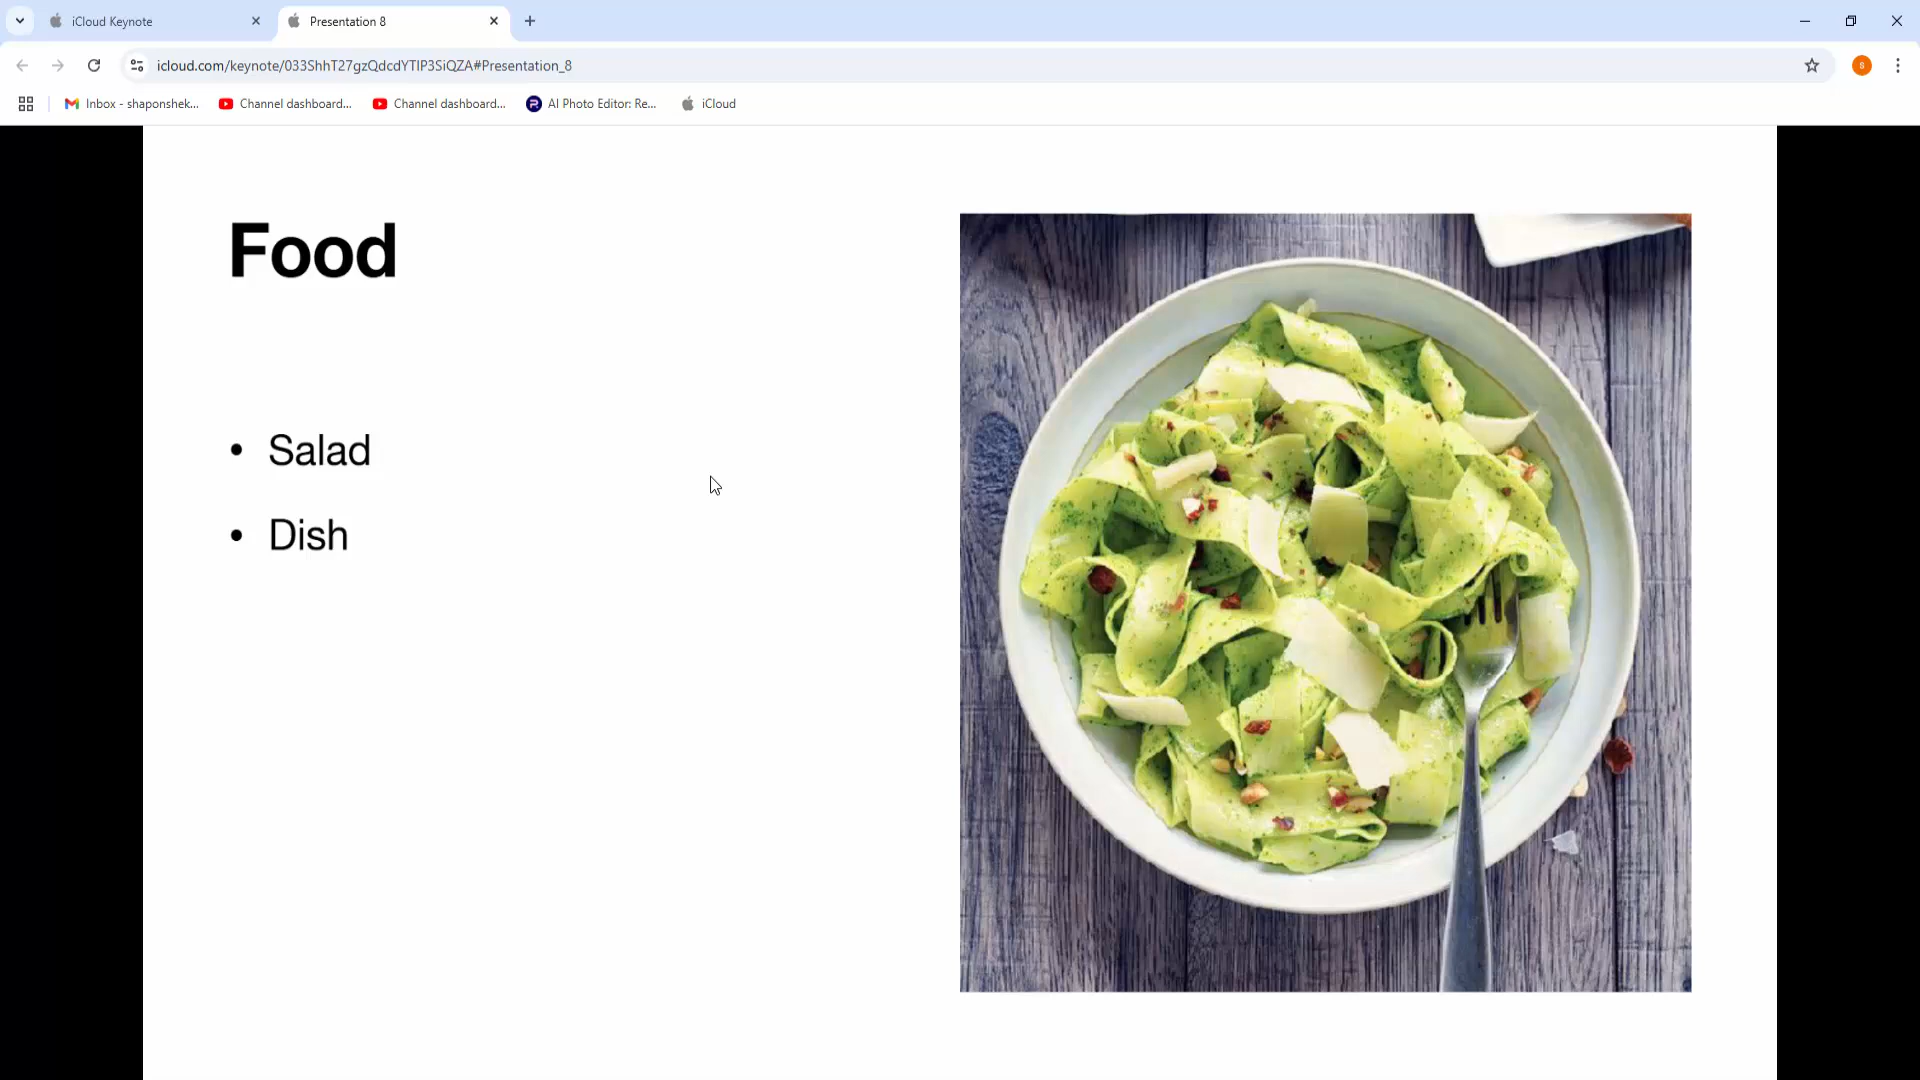 iCloud Keynote
Presentation 8
icloud.com/keynote/033ShhT27gzQdcdYTIP3SiQZA#Presentation_8
S
Inbox - shaponshek...
Channel dashboard...
Channel dashboard...
AI Photo Editor: Re...
iCloud
Food
• Salad
• Dish